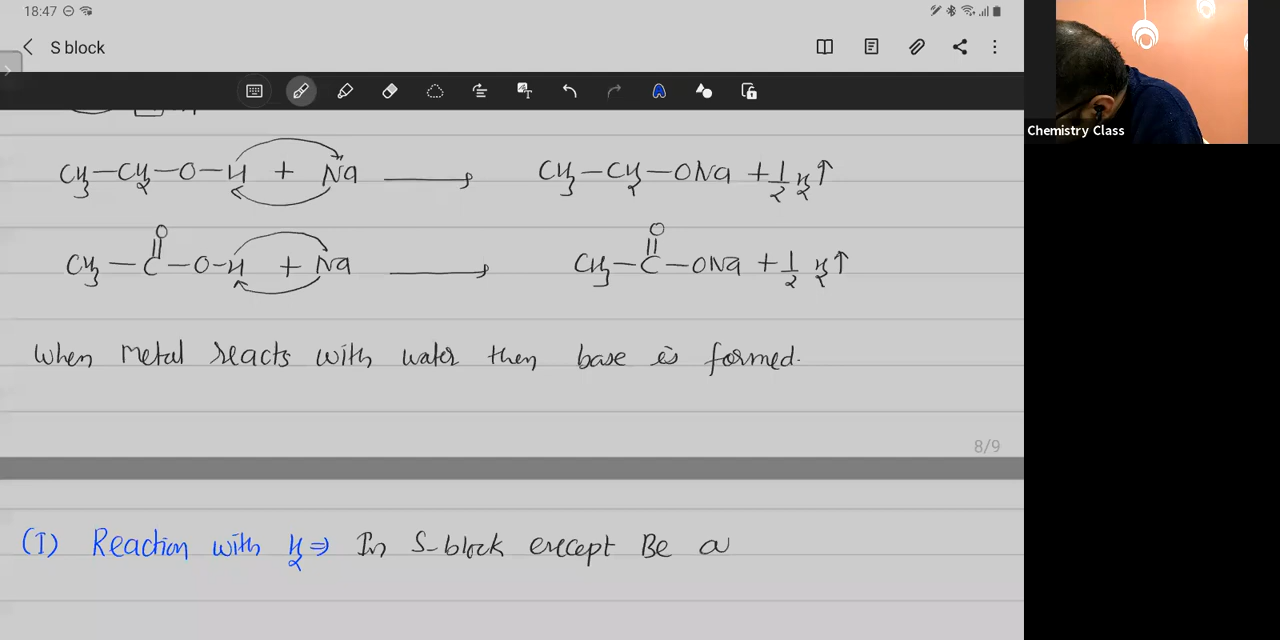 18:47
S block
Chemistry Class
CH3-CH2-O-H + Na ⟶ CH3-CH2-ONa + 1/2 H2↑
O
CH3-C-O-H + Na ⟶ CH3-C-ONa + 1/2 H2↑
When metal reacts with water then base is formed.
8/9
(I) Reaction with H2 ⇒ In S-block except Be a